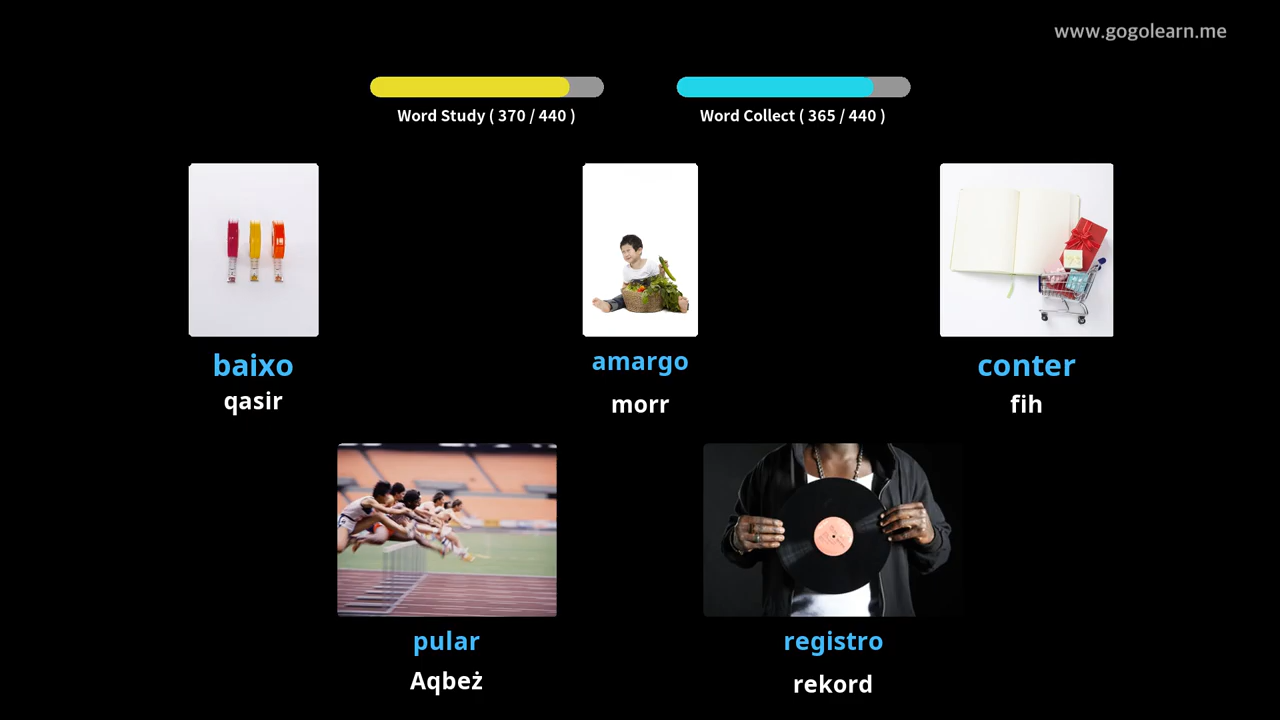 www.gogolearn.me
Word Study ( 370 / 440 )
Word Collect ( 365 / 440 )
baixo
qasir
amargo
morr
conter
fih
pular
Aqbeż
registro
rekord